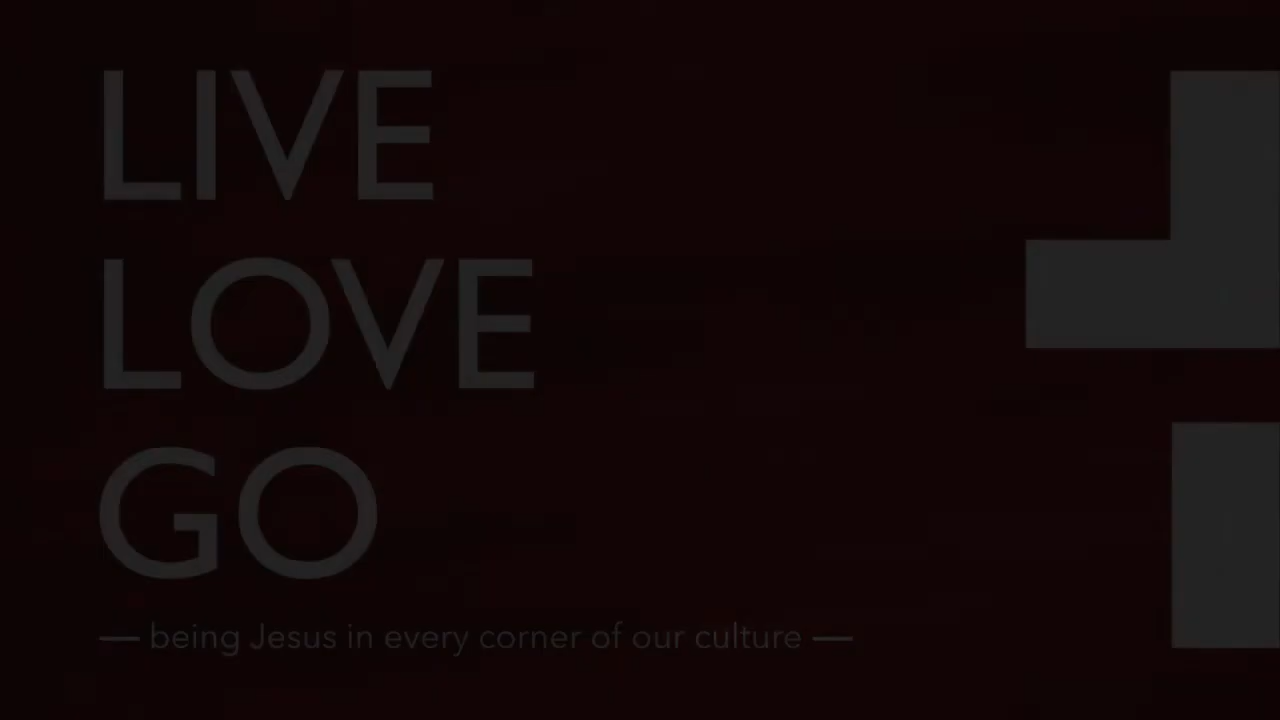 LIVE
LOVE
GO
— being Jesus in every corner of our culture —